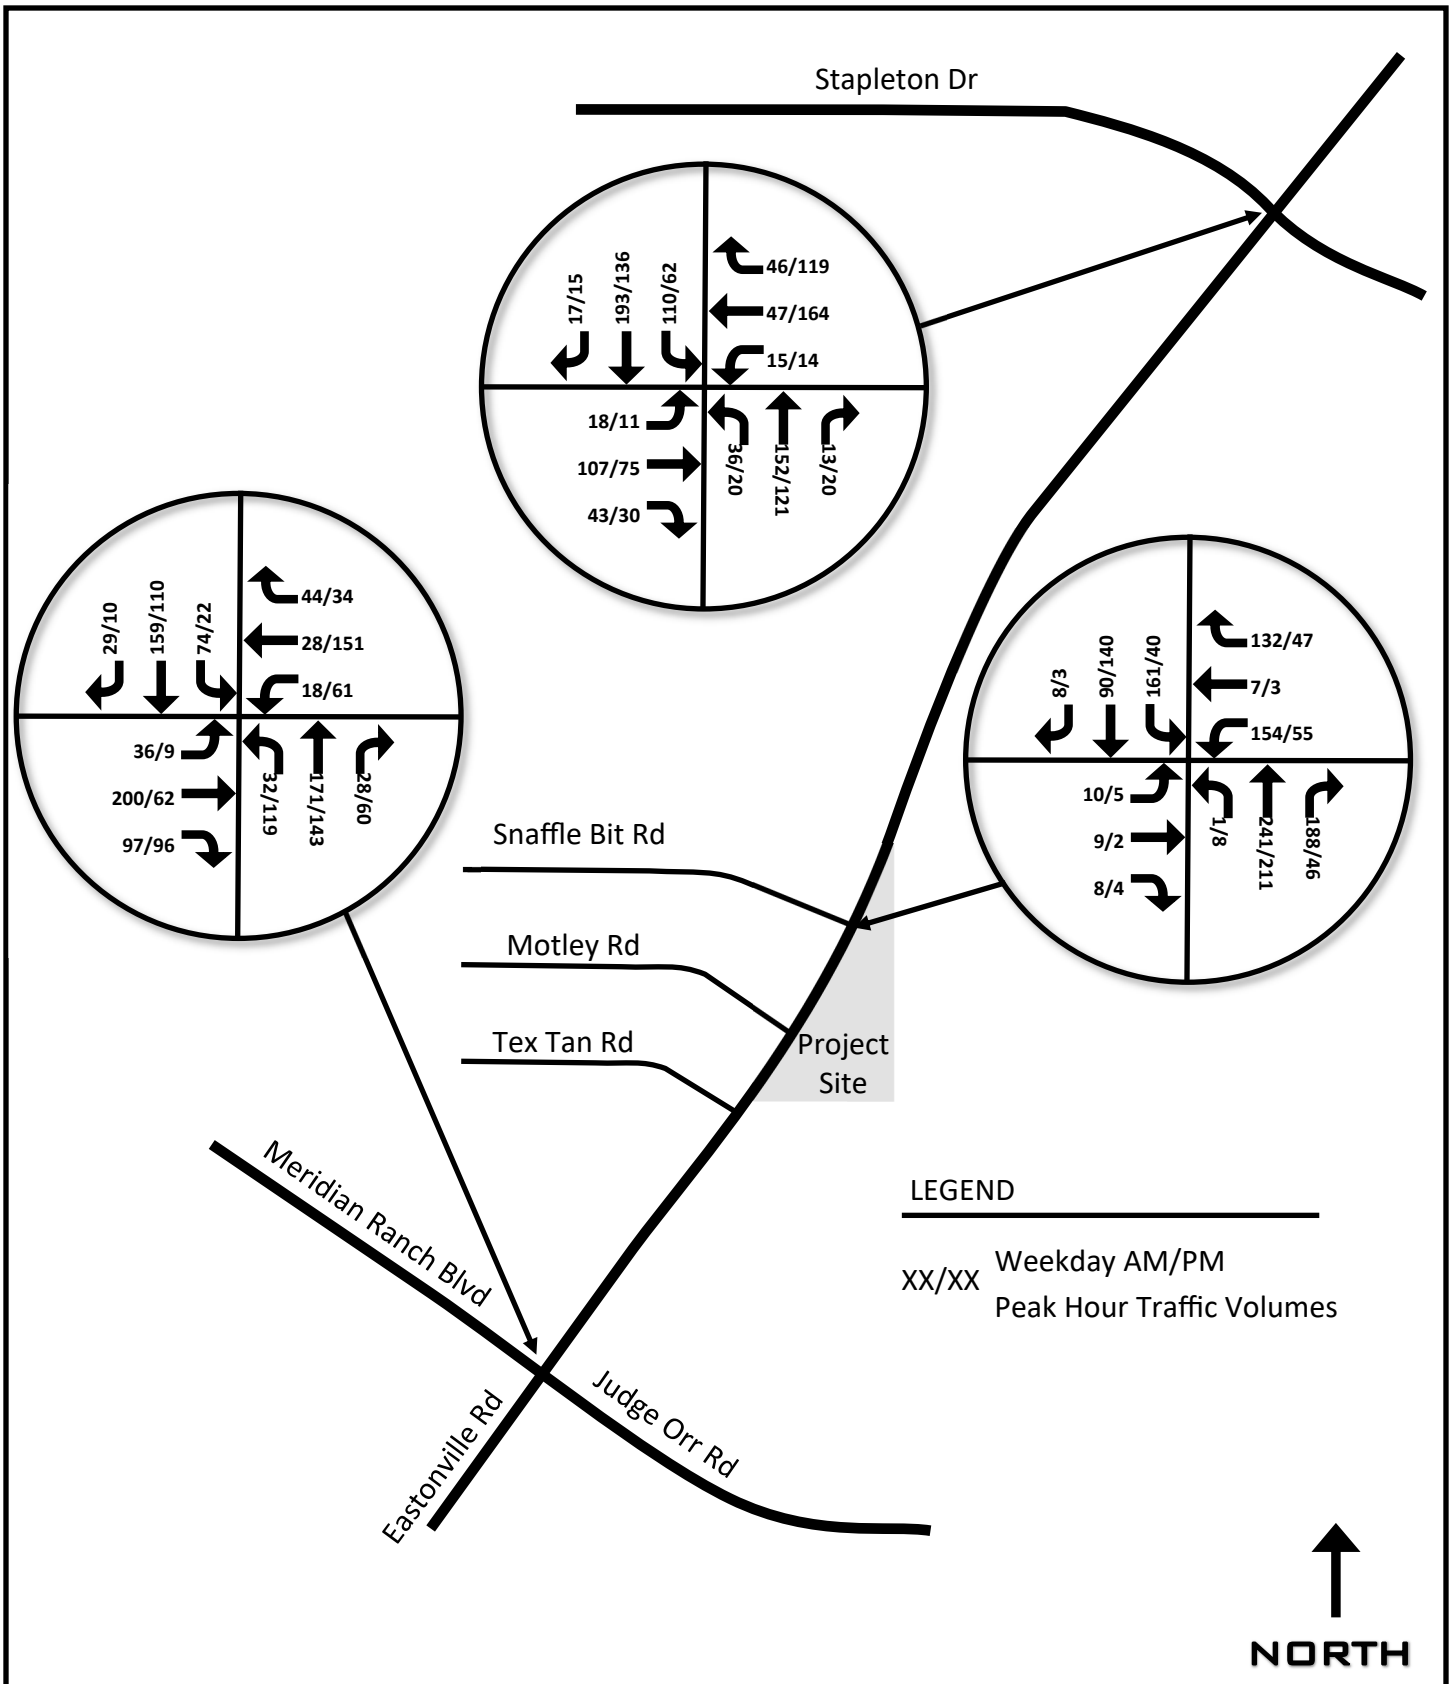 Stapleton Dr
17/15
193/136
110/62
46/119
47/164
15/14
18/11
107/75
43/30
36/20
152/121
13/20
29/10
159/110
74/22
44/34
28/151
18/61
36/9
200/62
97/96
32/119
171/143
28/60
8/3
90/140
161/40
132/47
7/3
154/55
10/5
9/2
8/4
1/8
241/211
188/46
Snaffle Bit Rd
Motley Rd
Tex Tan Rd
Project
Site
Meridian Ranch Blvd
Judge Orr Rd
Eastonville Rd
LEGEND
XX/XX
Weekday AM/PM
Peak Hour Traffic Volumes
NORTH